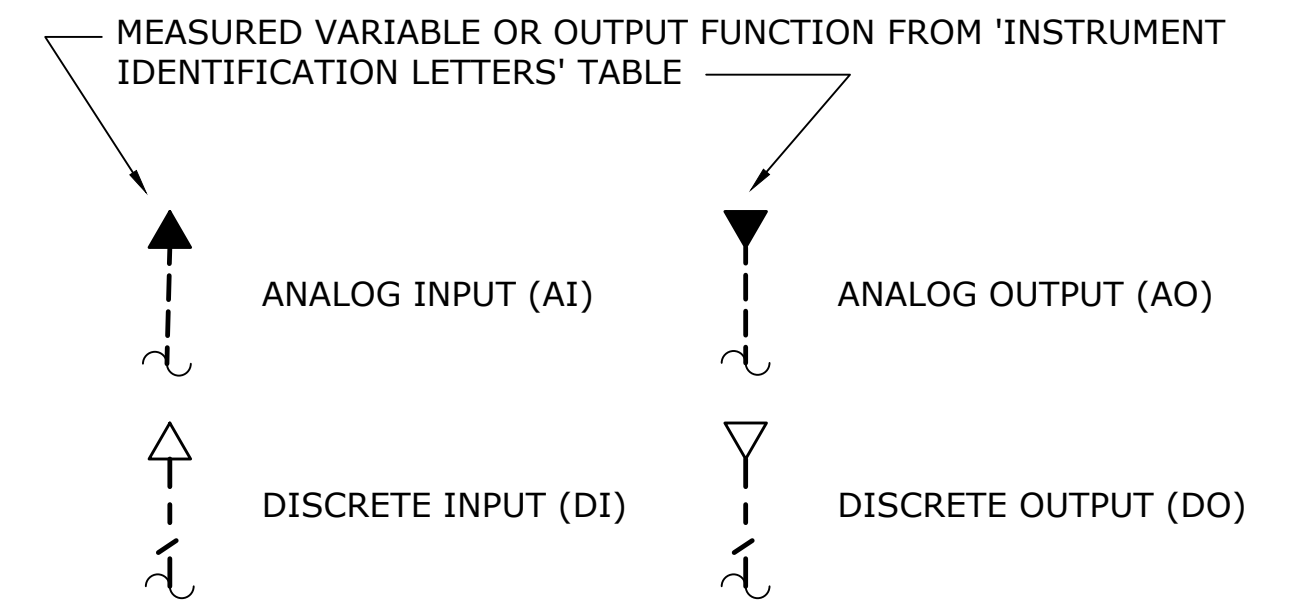 MEASURED VARIABLE OR OUTPUT FUNCTION FROM 'INSTRUMENT
IDENTIFICATION LETTERS' TABLE
ANALOG INPUT (AI)
ANALOG OUTPUT (AO)
DISCRETE INPUT (DI)
DISCRETE OUTPUT (DO)